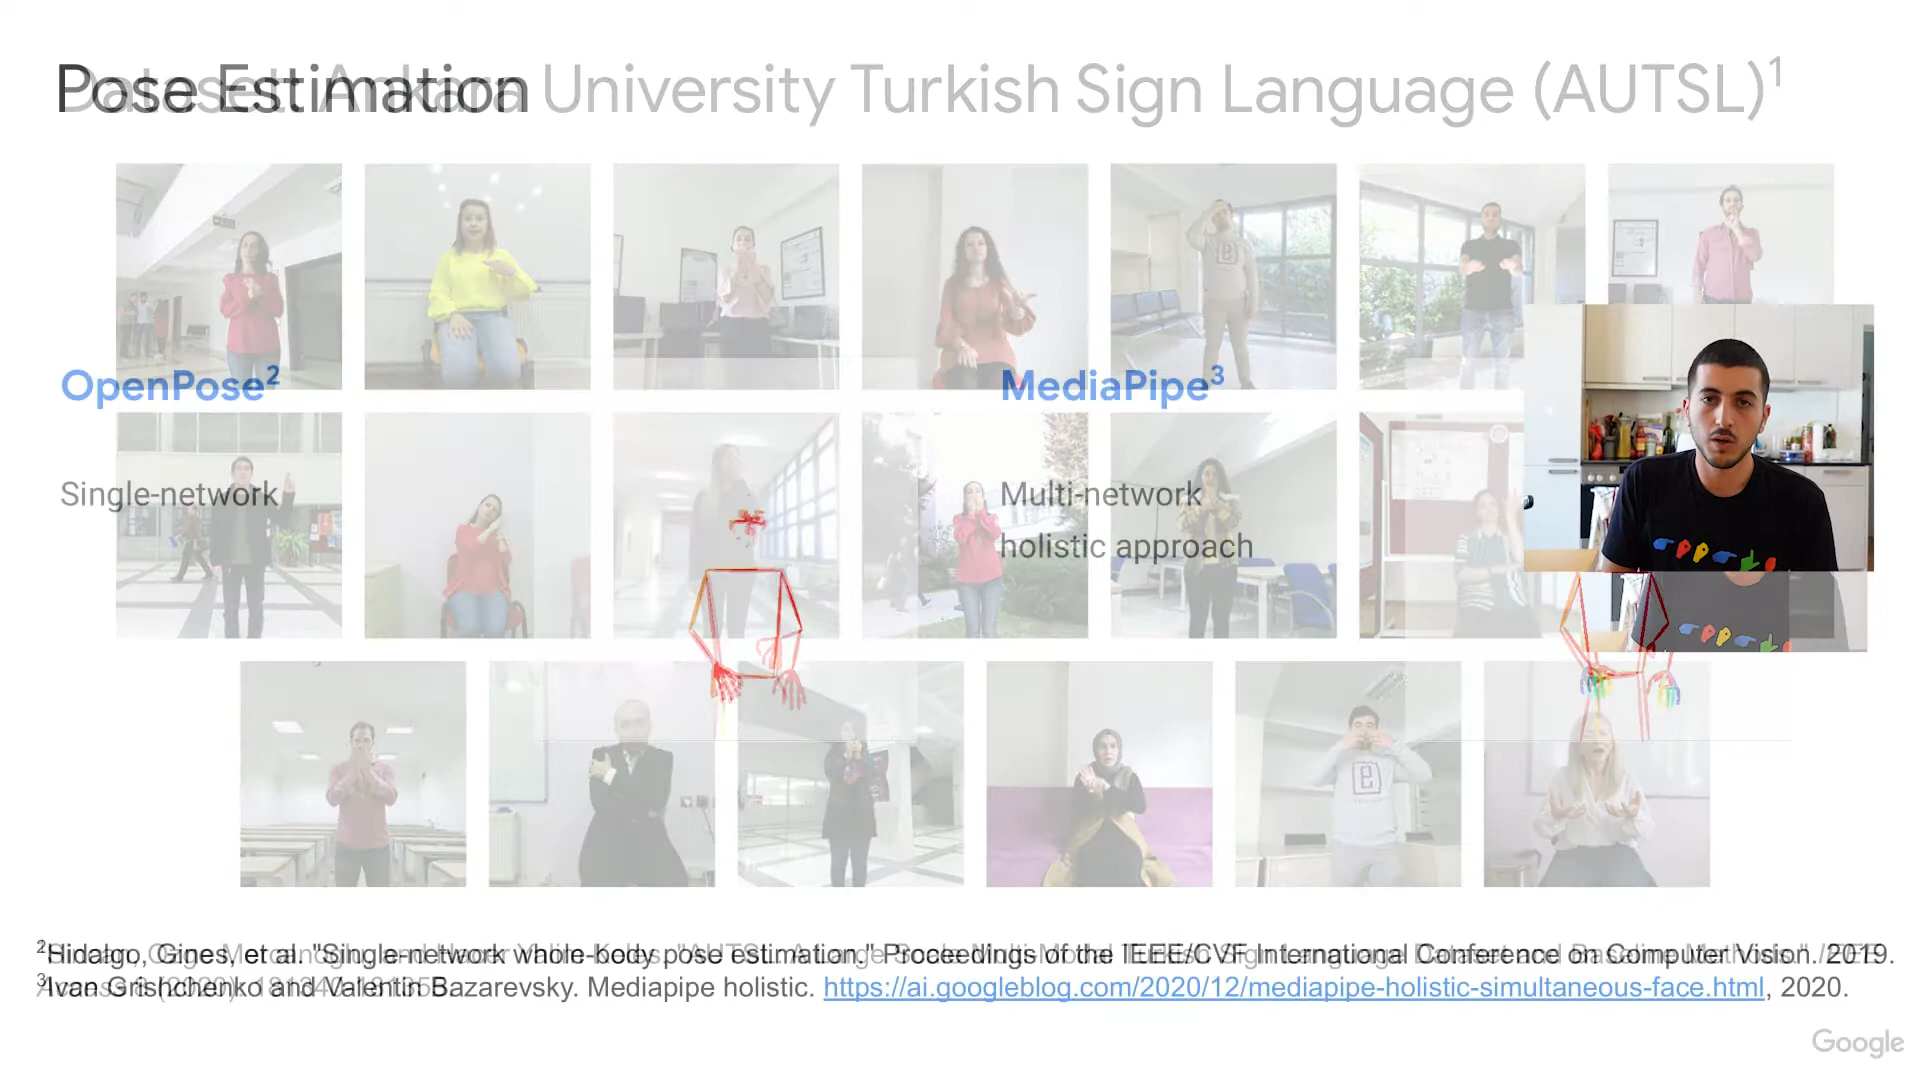 Pose Estimation
Dataset: Ankara University Turkish Sign Language (AUTSL)1
OpenPose2
MediaPipe3
Single-network
Multi-network
holistic approach
2Hidalgo, Gines, et al. "Single-network whole-body pose estimation." Proceedings of the IEEE/CVF International Conference on Computer Vision. 2019.
3Ivan Grishchenko and Valentin Bazarevsky. Mediapipe holistic. https://ai.googleblog.com/2020/12/mediapipe-holistic-simultaneous-face.html, 2020.
Google